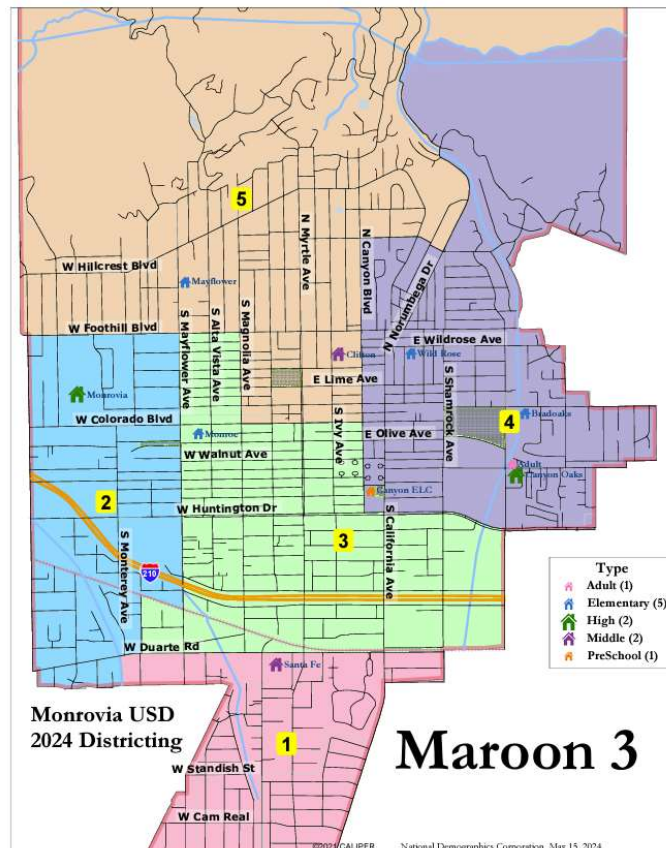 5
N Myrtle Ave
N Canyon Blvd
N Norumbega Dr
W Hillcrest Blvd
Mayflower
S Mayflower Ave
S Alta Vista Ave
S Magnolia Ave
W Foothill Blvd
E Wildrose Ave
Clifton
Wild Rose
E Lime Ave
S Shamrock Ave
Monrovia
W Colorado Blvd
S Ivy Ave
4
Bradoaks
Monroe
E Olive Ave
W Walnut Ave
Adult
Canyon Oaks
Canyon ELC
2
W Huntington Dr
S Monterey Ave
3
S California Ave
210
Type
Adult (1)
Elementary (5)
High (2)
Middle (2)
PreSchool (1)
W Duarte Rd
Santa Fe
Monrovia USD
2024 Districting
1
Maroon 3
W Standish St
W Cam Real
©2021 CALIPER
National Demographics Corporation, May 15, 2024